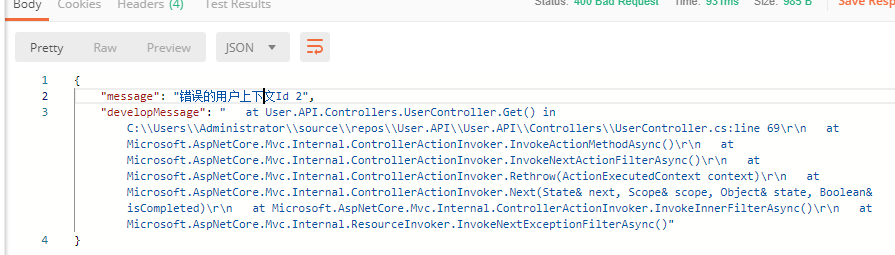 Body Cookies Headers (4) Test Results Status: 400 Bad Request Time: 931ms Size: 985 B Save Resp
Pretty Raw Preview JSON
1 {
2 "message": "错误的用户上下文Id 2",
3 "developMessage": "   at User.API.Controllers.UserController.Get() in
C:\\Users\\Administrator\\source\\repos\\User.API\\User.API\\Controllers\\UserController.cs:line 69\r\n   at
Microsoft.AspNetCore.Mvc.Internal.ControllerActionInvoker.InvokeActionMethodAsync()\r\n   at
Microsoft.AspNetCore.Mvc.Internal.ControllerActionInvoker.InvokeNextActionFilterAsync()\r\n   at
Microsoft.AspNetCore.Mvc.Internal.ControllerActionInvoker.Rethrow(ActionExecutedContext context)\r\n   at
Microsoft.AspNetCore.Mvc.Internal.ControllerActionInvoker.Next(State& next, Scope& scope, Object& state, Boolean&
isCompleted)\r\n   at Microsoft.AspNetCore.Mvc.Internal.ControllerActionInvoker.InvokeInnerFilterAsync()\r\n   at
Microsoft.AspNetCore.Mvc.Internal.ResourceInvoker.InvokeNextExceptionFilterAsync()"
4 }